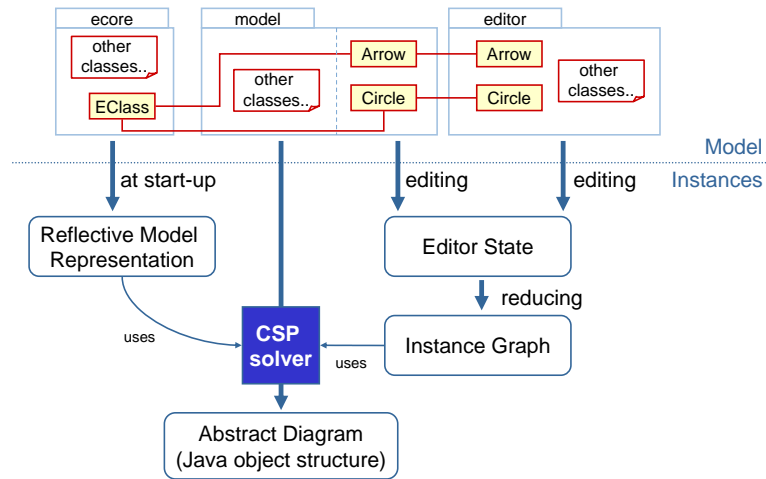 ecore
model
editor
other
classes..
EClass
other
classes..
Arrow
Circle
Arrow
Circle
other
classes..
Model
Instances
at start-up
editing
editing
Reflective Model
Representation
Editor State
reducing
uses
CSP
solver
uses
Instance Graph
Abstract Diagram
(Java object structure)